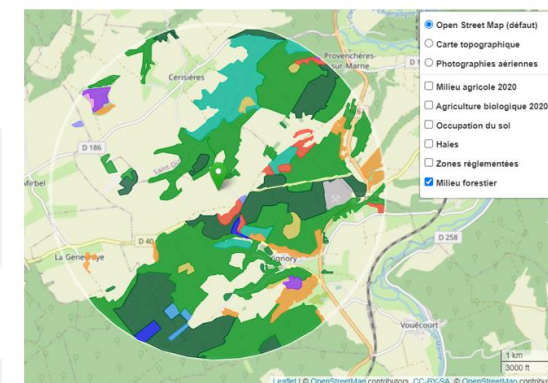 Open Street Map (défaut)
Carte topographique
Photographies aériennes
Milieu agricole 2020
Agriculture biologique 2020
Occupation du sol
Haies
Zones réglementées
Milieu forestier
Provenchères-
sur-Marne
Cerisières
D 186
Mirbel
D 40
La Genevroye
Vignory
D 258
Vouécourt
1 km
3000 ft
Leaflet | © OpenStreetMap contributors, CC-BY-SA, © OpenStreetMap